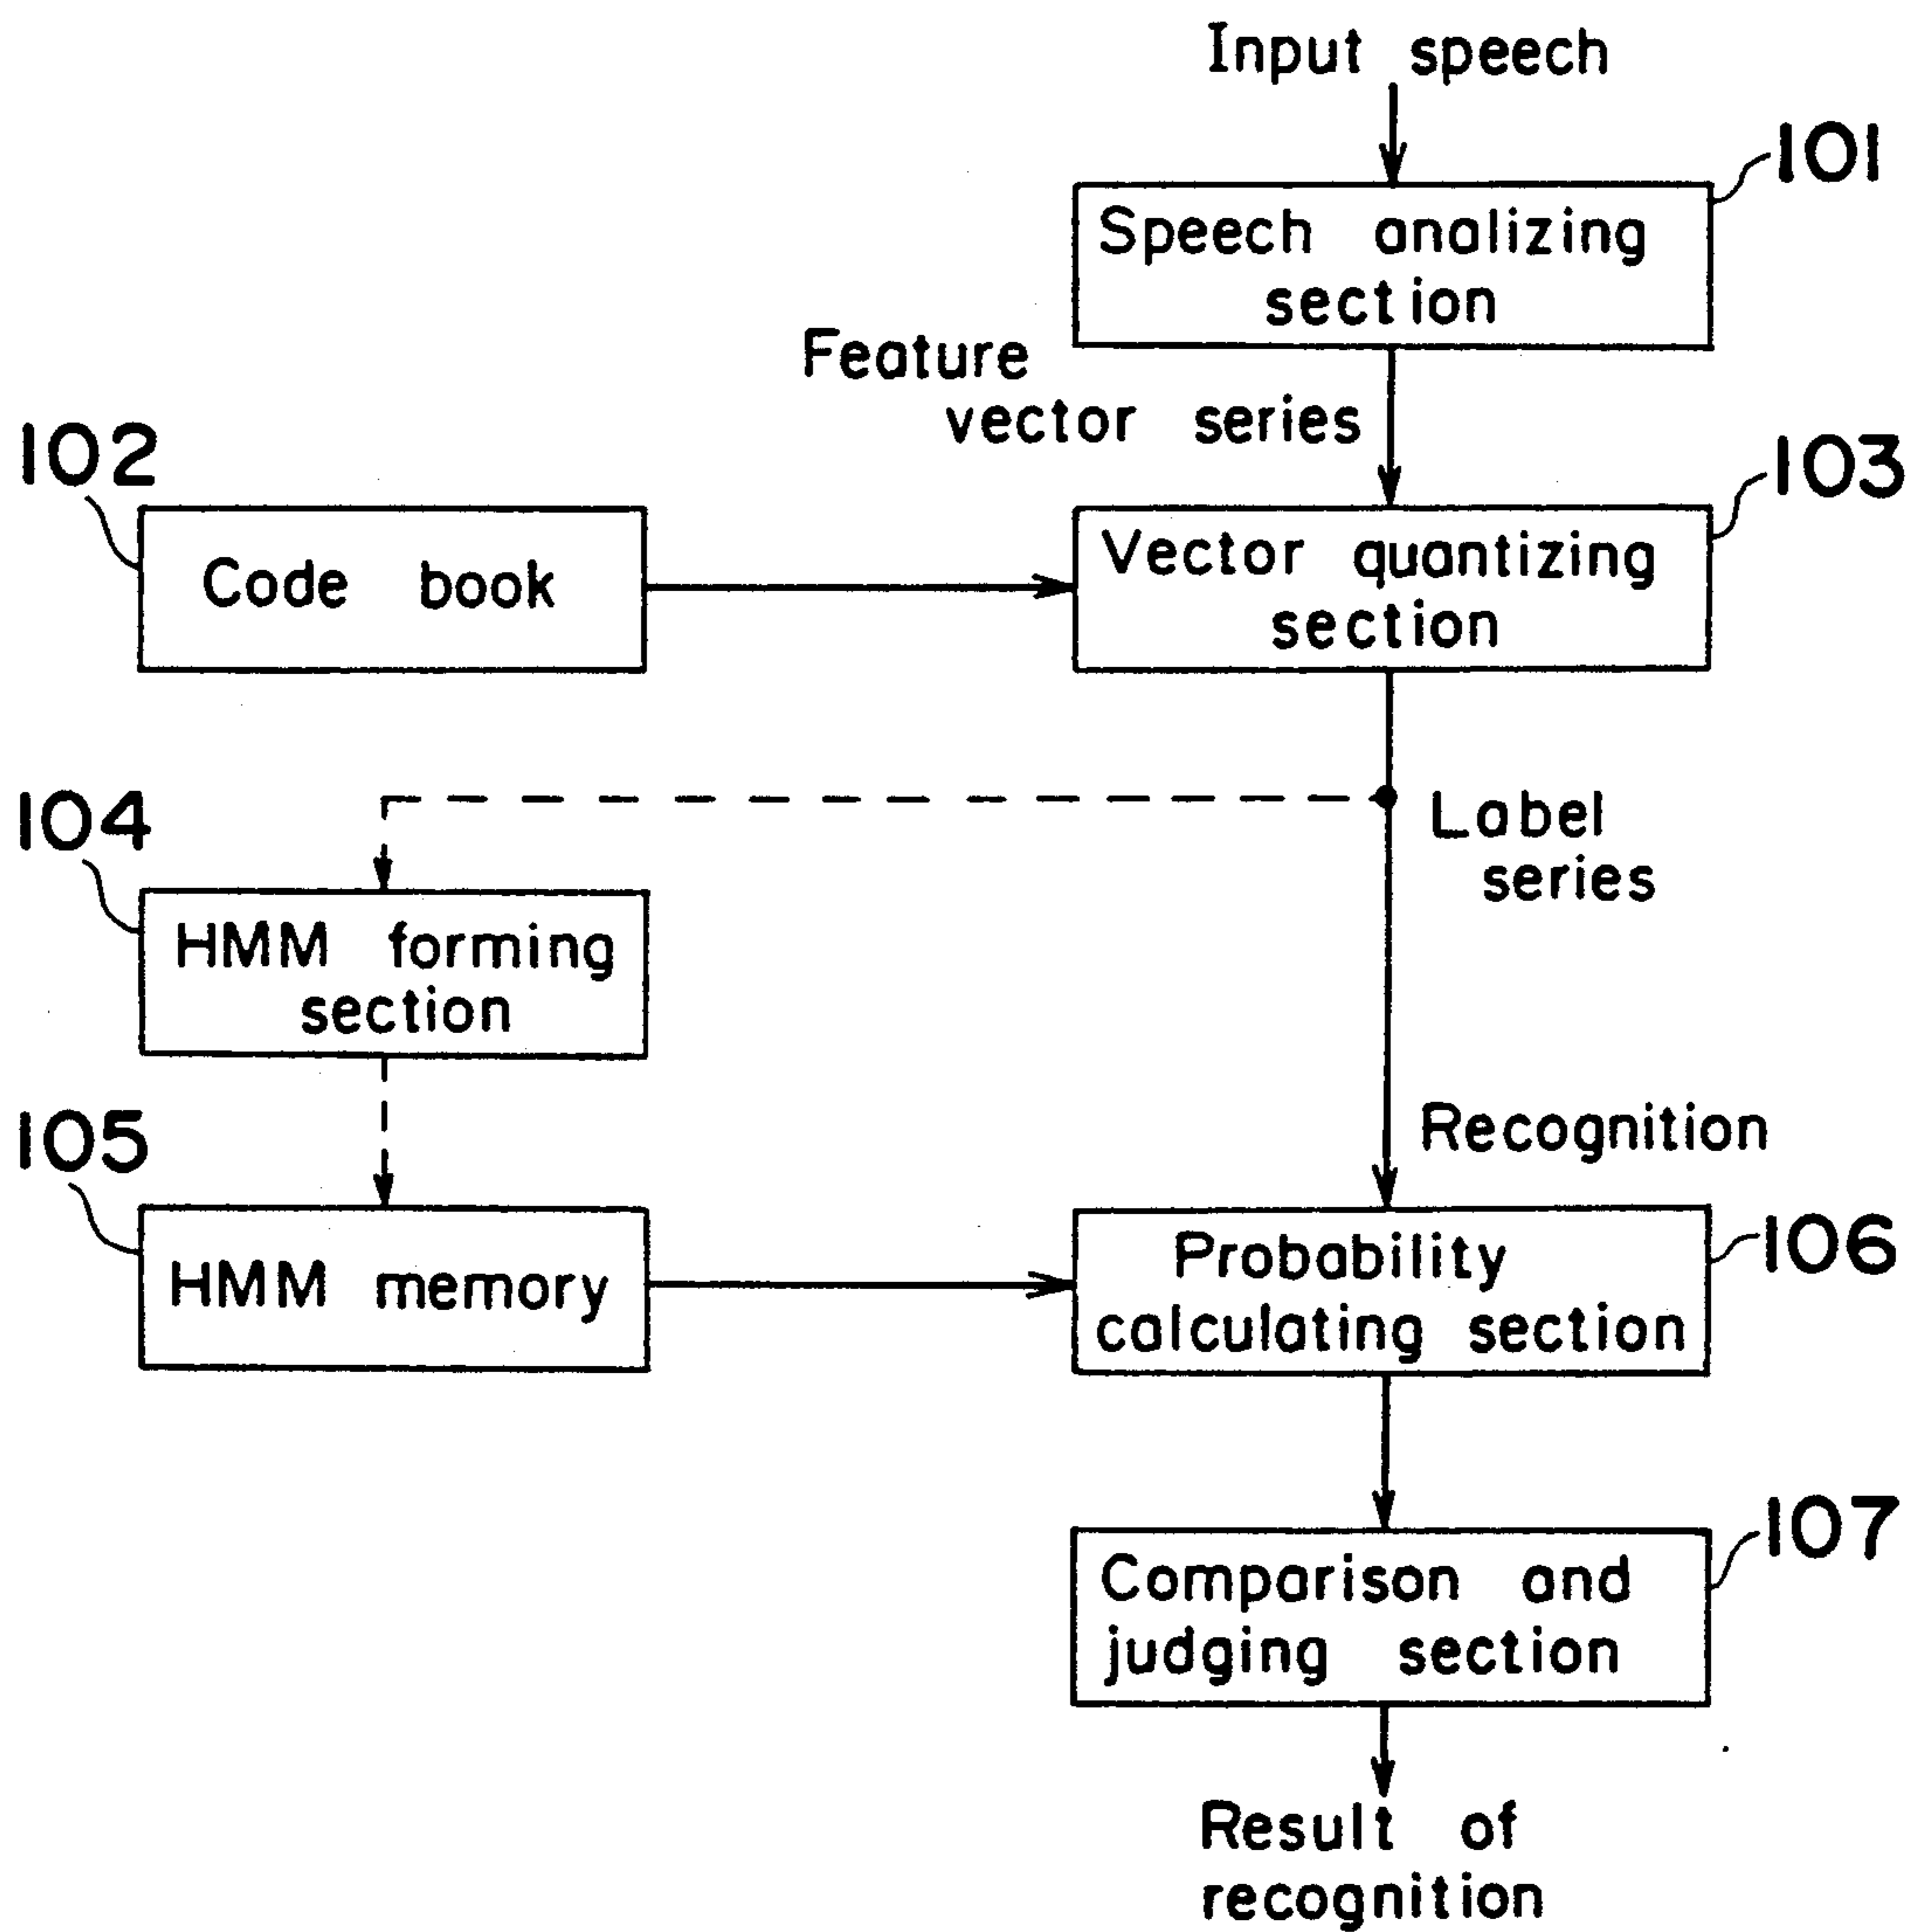 Input speech
101
Speech analizing
section
Feature
vector series
102
103
Code book
Vector quantizing
section
104
Label
series
HMM forming
section
105
Recognition
HMM memory
106
Probability
calculating section
107
Comparison and
judging section
Result of
recognition